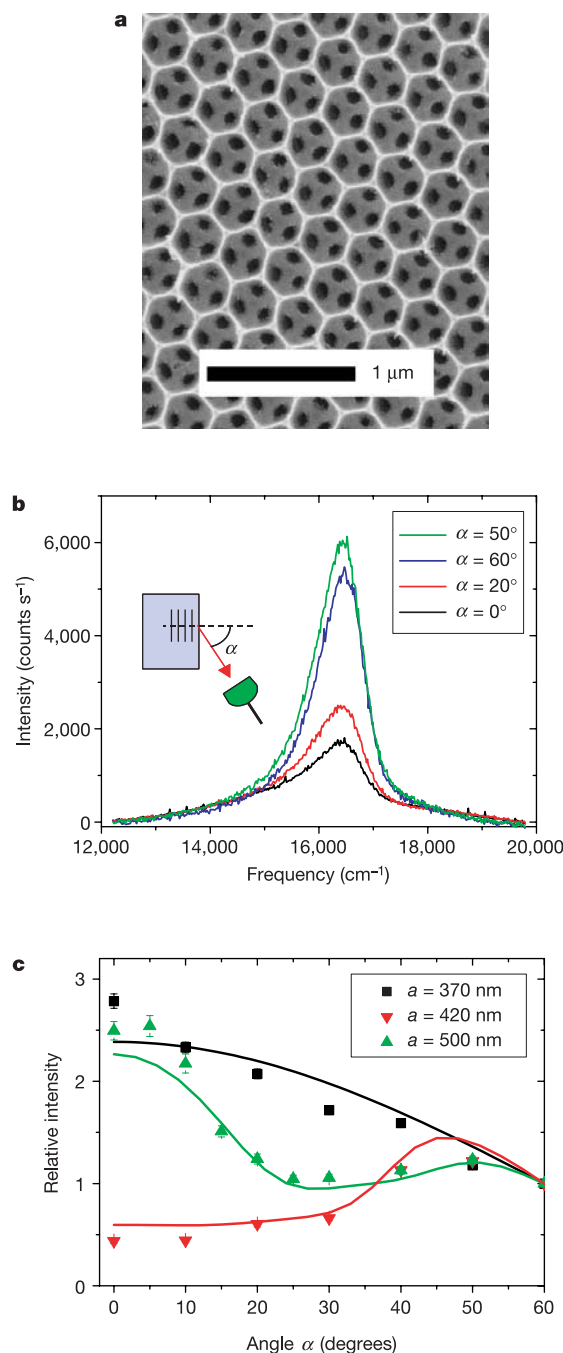 a
1 μm
b
6,000
4,000
2,000
0
Intensity (counts s⁻¹)
α
α = 50°
α = 60°
α = 20°
α = 0°
12,000 14,000 16,000 18,000 20,000
Frequency (cm⁻¹)
c
3
2
1
0
Relative intensity
a = 370 nm
a = 420 nm
a = 500 nm
0 10 20 30 40 50 60
Angle α (degrees)